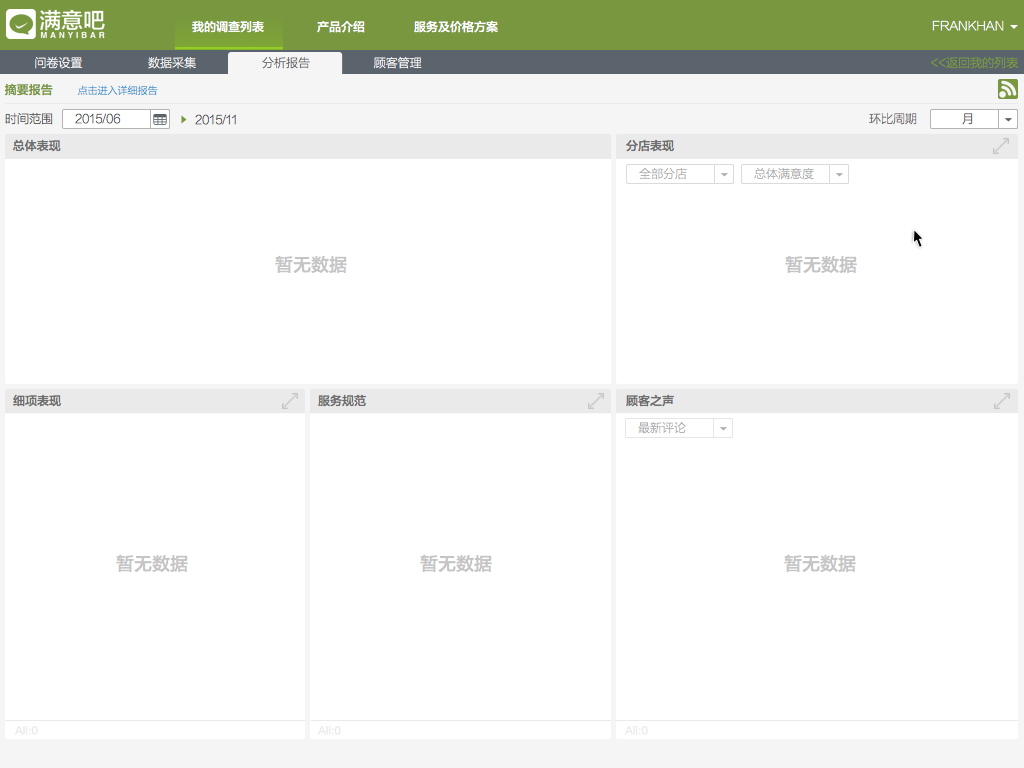 满意吧
MANYIBAR
我的调查列表 产品介绍 服务及价格方案 FRANKHAN
问卷设置 数据采集 分析报告 顾客管理 <<返回我的列表
摘要报告 点击进入详细报告
时间范围 2015/06 2015/11 环比周期 月
总体表现 分店表现
全部分店 总体满意度
暂无数据 暂无数据
细项表现 服务规范 顾客之声
最新评论
暂无数据 暂无数据 暂无数据
All:0 All:0 All:0